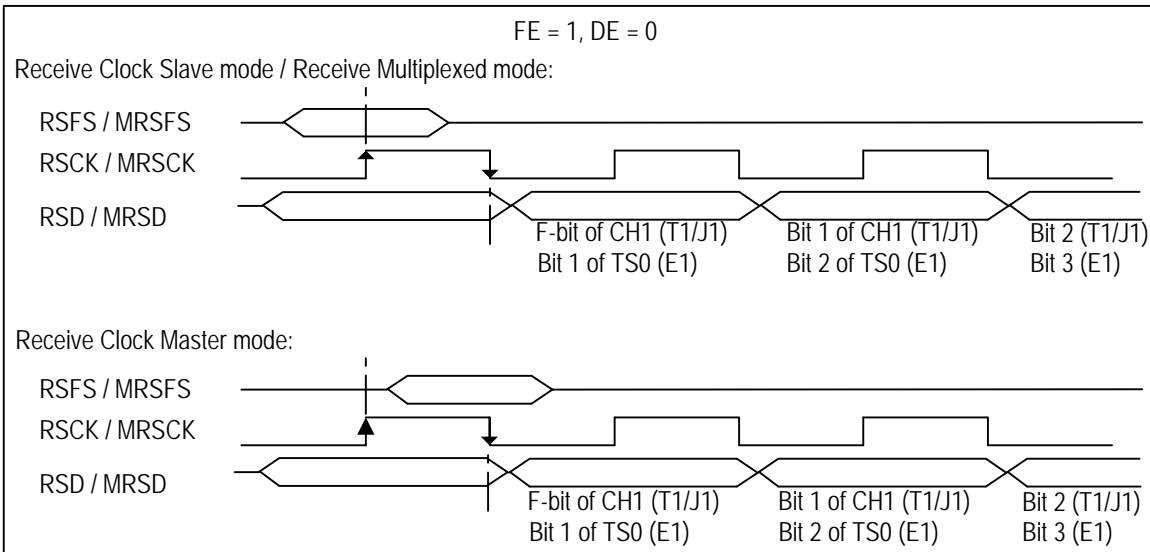 FE = 1, DE = 0
Receive Clock Slave mode / Receive Multiplexed mode:
RSFS / MRSFS
RSCK / MRSCK
RSD / MRSD
F-bit of CH1 (T1/J1) Bit 1 of CH1 (T1/J1) Bit 2 (T1/J1)
Bit 1 of TS0 (E1) Bit 2 of TS0 (E1) Bit 3 (E1)
Receive Clock Master mode:
RSFS / MRSFS
RSCK / MRSCK
RSD / MRSD
F-bit of CH1 (T1/J1) Bit 1 of CH1 (T1/J1) Bit 2 (T1/J1)
Bit 1 of TS0 (E1) Bit 2 of TS0 (E1) Bit 3 (E1)